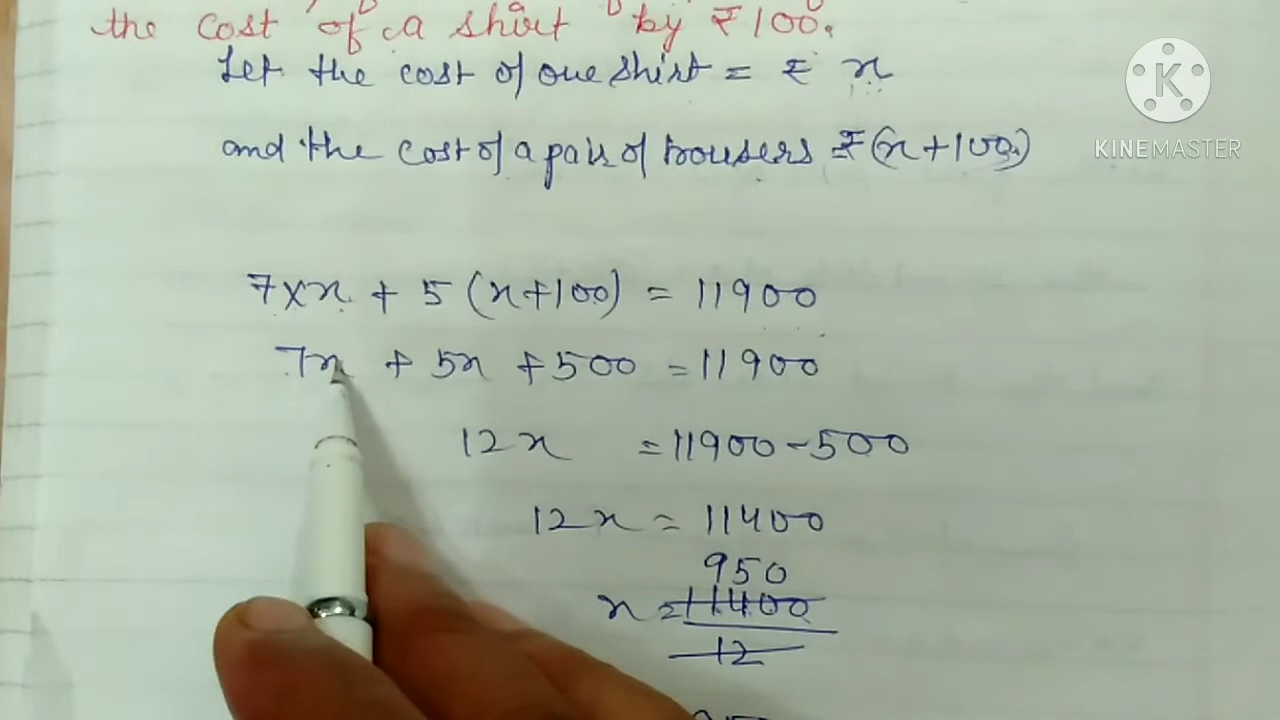 the cost of a shirt by ₹100.
Let the cost of one shirt = ₹ x
and the cost of a pair of trousers = ₹(x+100)
7×x + 5(x+100) = 11900
7x + 5x + 500 = 11900
12x = 11900-500
12x = 11400
950
x = 11400
12
K
KINEMASTER